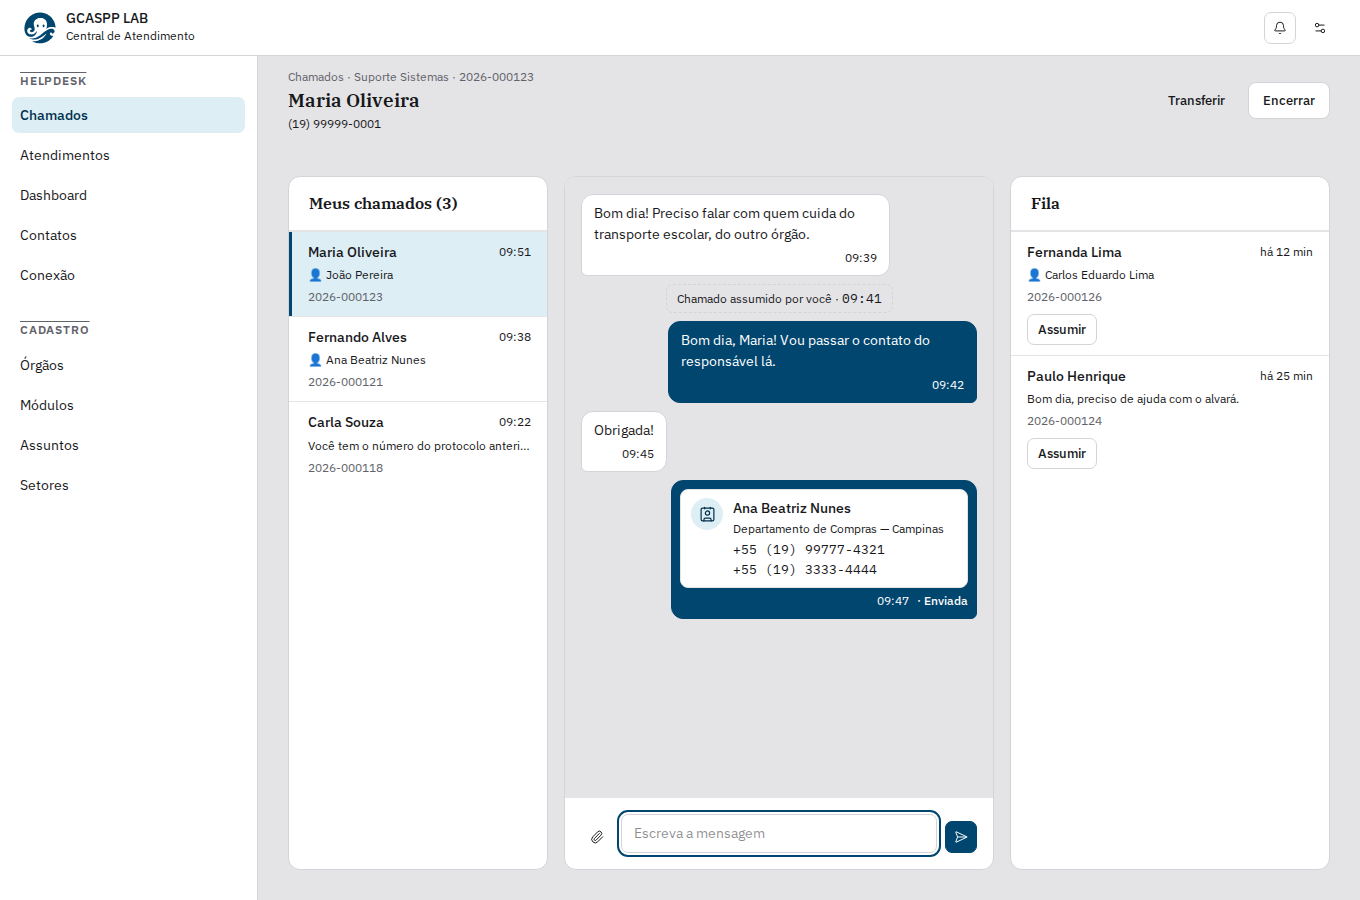 GCASPP LAB
Central de Atendimento
HELPDESK
Chamados
Atendimentos
Dashboard
Contatos
Conexão
CADASTRO
Órgãos
Módulos
Assuntos
Setores
Chamados · Suporte Sistemas · 2026-000123
Maria Oliveira
(19) 99999-0001
Transferir
Encerrar
Meus chamados (3)
Maria Oliveira 09:51
👤 João Pereira
2026-000123
Fernando Alves 09:38
👤 Ana Beatriz Nunes
2026-000121
Carla Souza 09:22
Você tem o número do protocolo anteri...
2026-000118
Bom dia! Preciso falar com quem cuida do
transporte escolar, do outro órgão.
09:39
Chamado assumido por você · 09:41
Bom dia, Maria! Vou passar o contato do
responsável lá.
09:42
Obrigada!
09:45
Ana Beatriz Nunes
Departamento de Compras — Campinas
+55 (19) 99777-4321
+55 (19) 3333-4444
09:47 · Enviada
Escreva a mensagem
Fila
Fernanda Lima há 12 min
👤 Carlos Eduardo Lima
2026-000126
Assumir
Paulo Henrique há 25 min
Bom dia, preciso de ajuda com o alvará.
2026-000124
Assumir